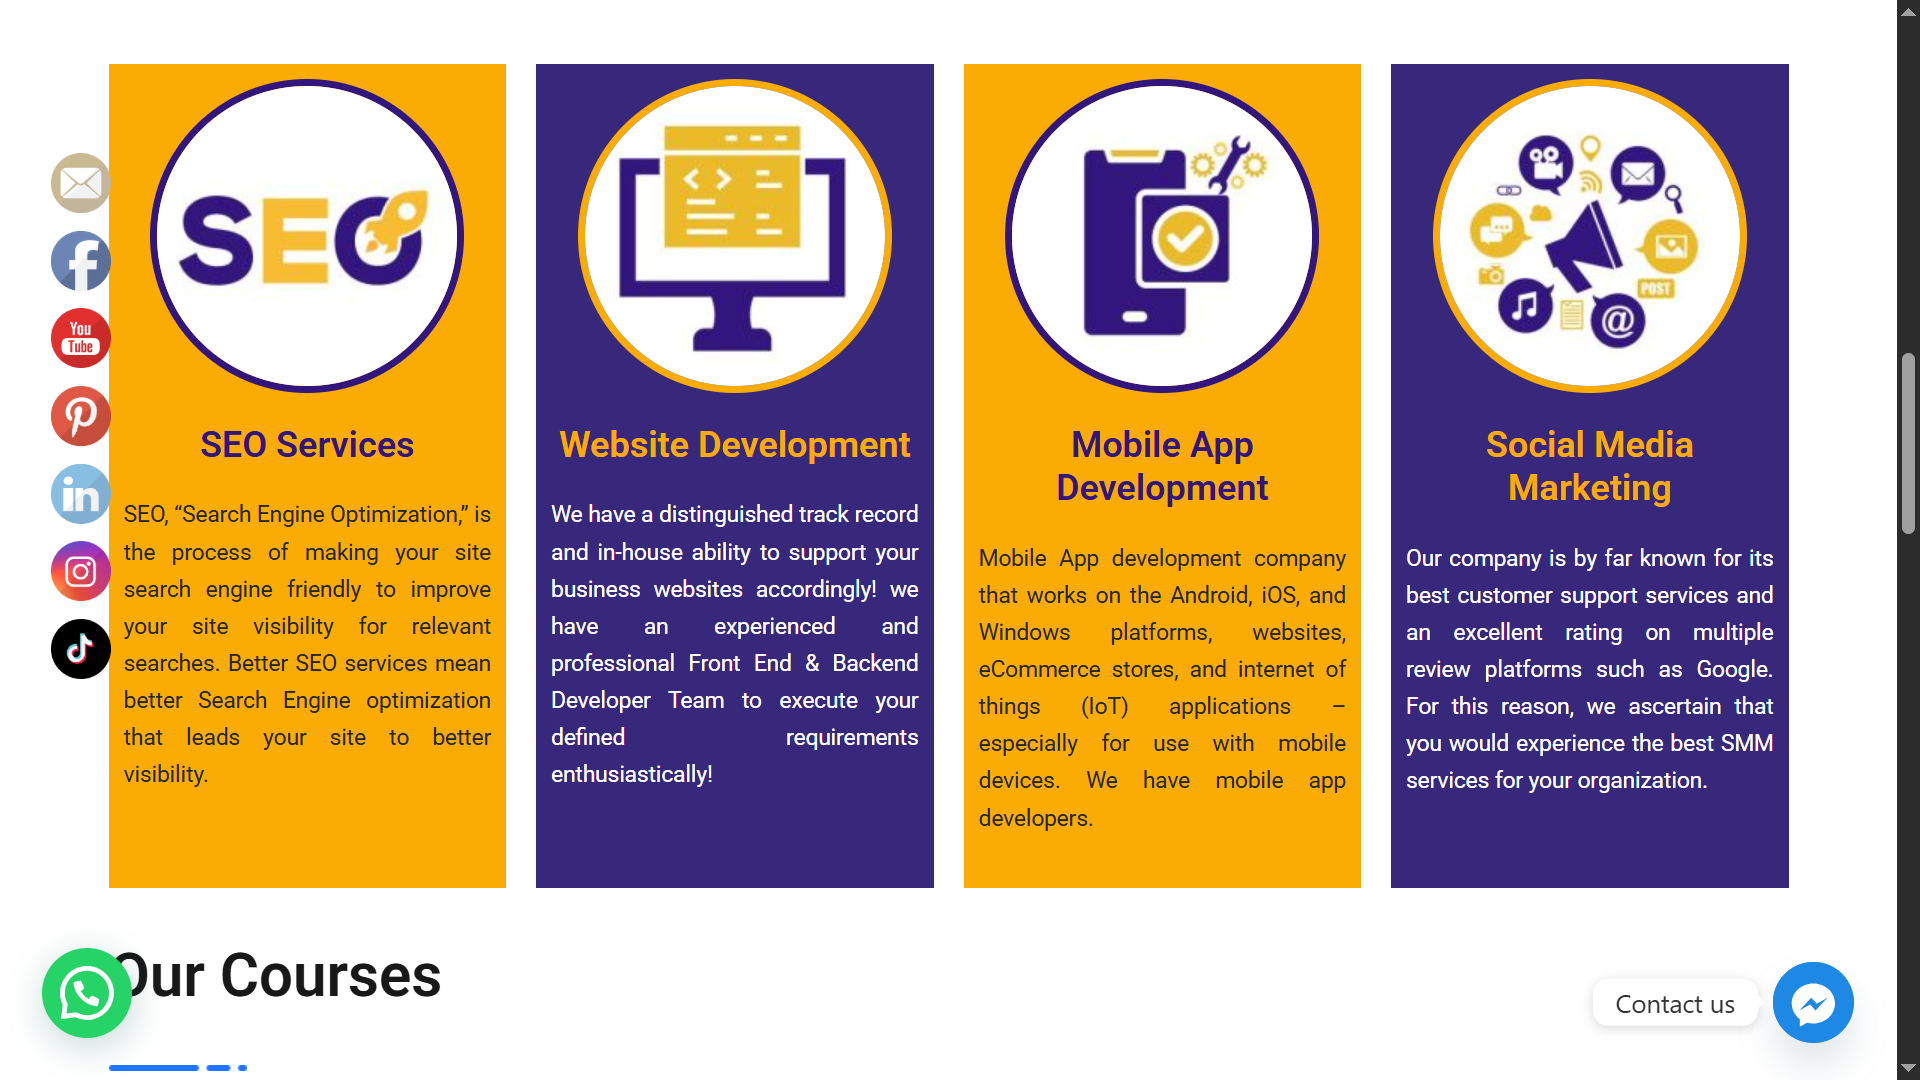 SEO
SEO Services
SEO, “Search Engine Optimization,” is
the process of making your site
search engine friendly to improve
your site visibility for relevant
searches. Better SEO services mean
better Search Engine optimization
that leads your site to better
visibility.
Website Development
We have a distinguished track record
and in-house ability to support your
business websites accordingly! we
have an experienced and
professional Front End & Backend
Developer Team to execute your
defined requirements
enthusiastically!
Mobile App
Development
Mobile App development company
that works on the Android, iOS, and
Windows platforms, websites,
eCommerce stores, and internet of
things (IoT) applications –
especially for use with mobile
devices. We have mobile app
developers.
POST
@
Social Media
Marketing
Our company is by far known for its
best customer support services and
an excellent rating on multiple
review platforms such as Google.
For this reason, we ascertain that
you would experience the best SMM
services for your organization.
f
You
Tube
in
Our Courses
Contact us